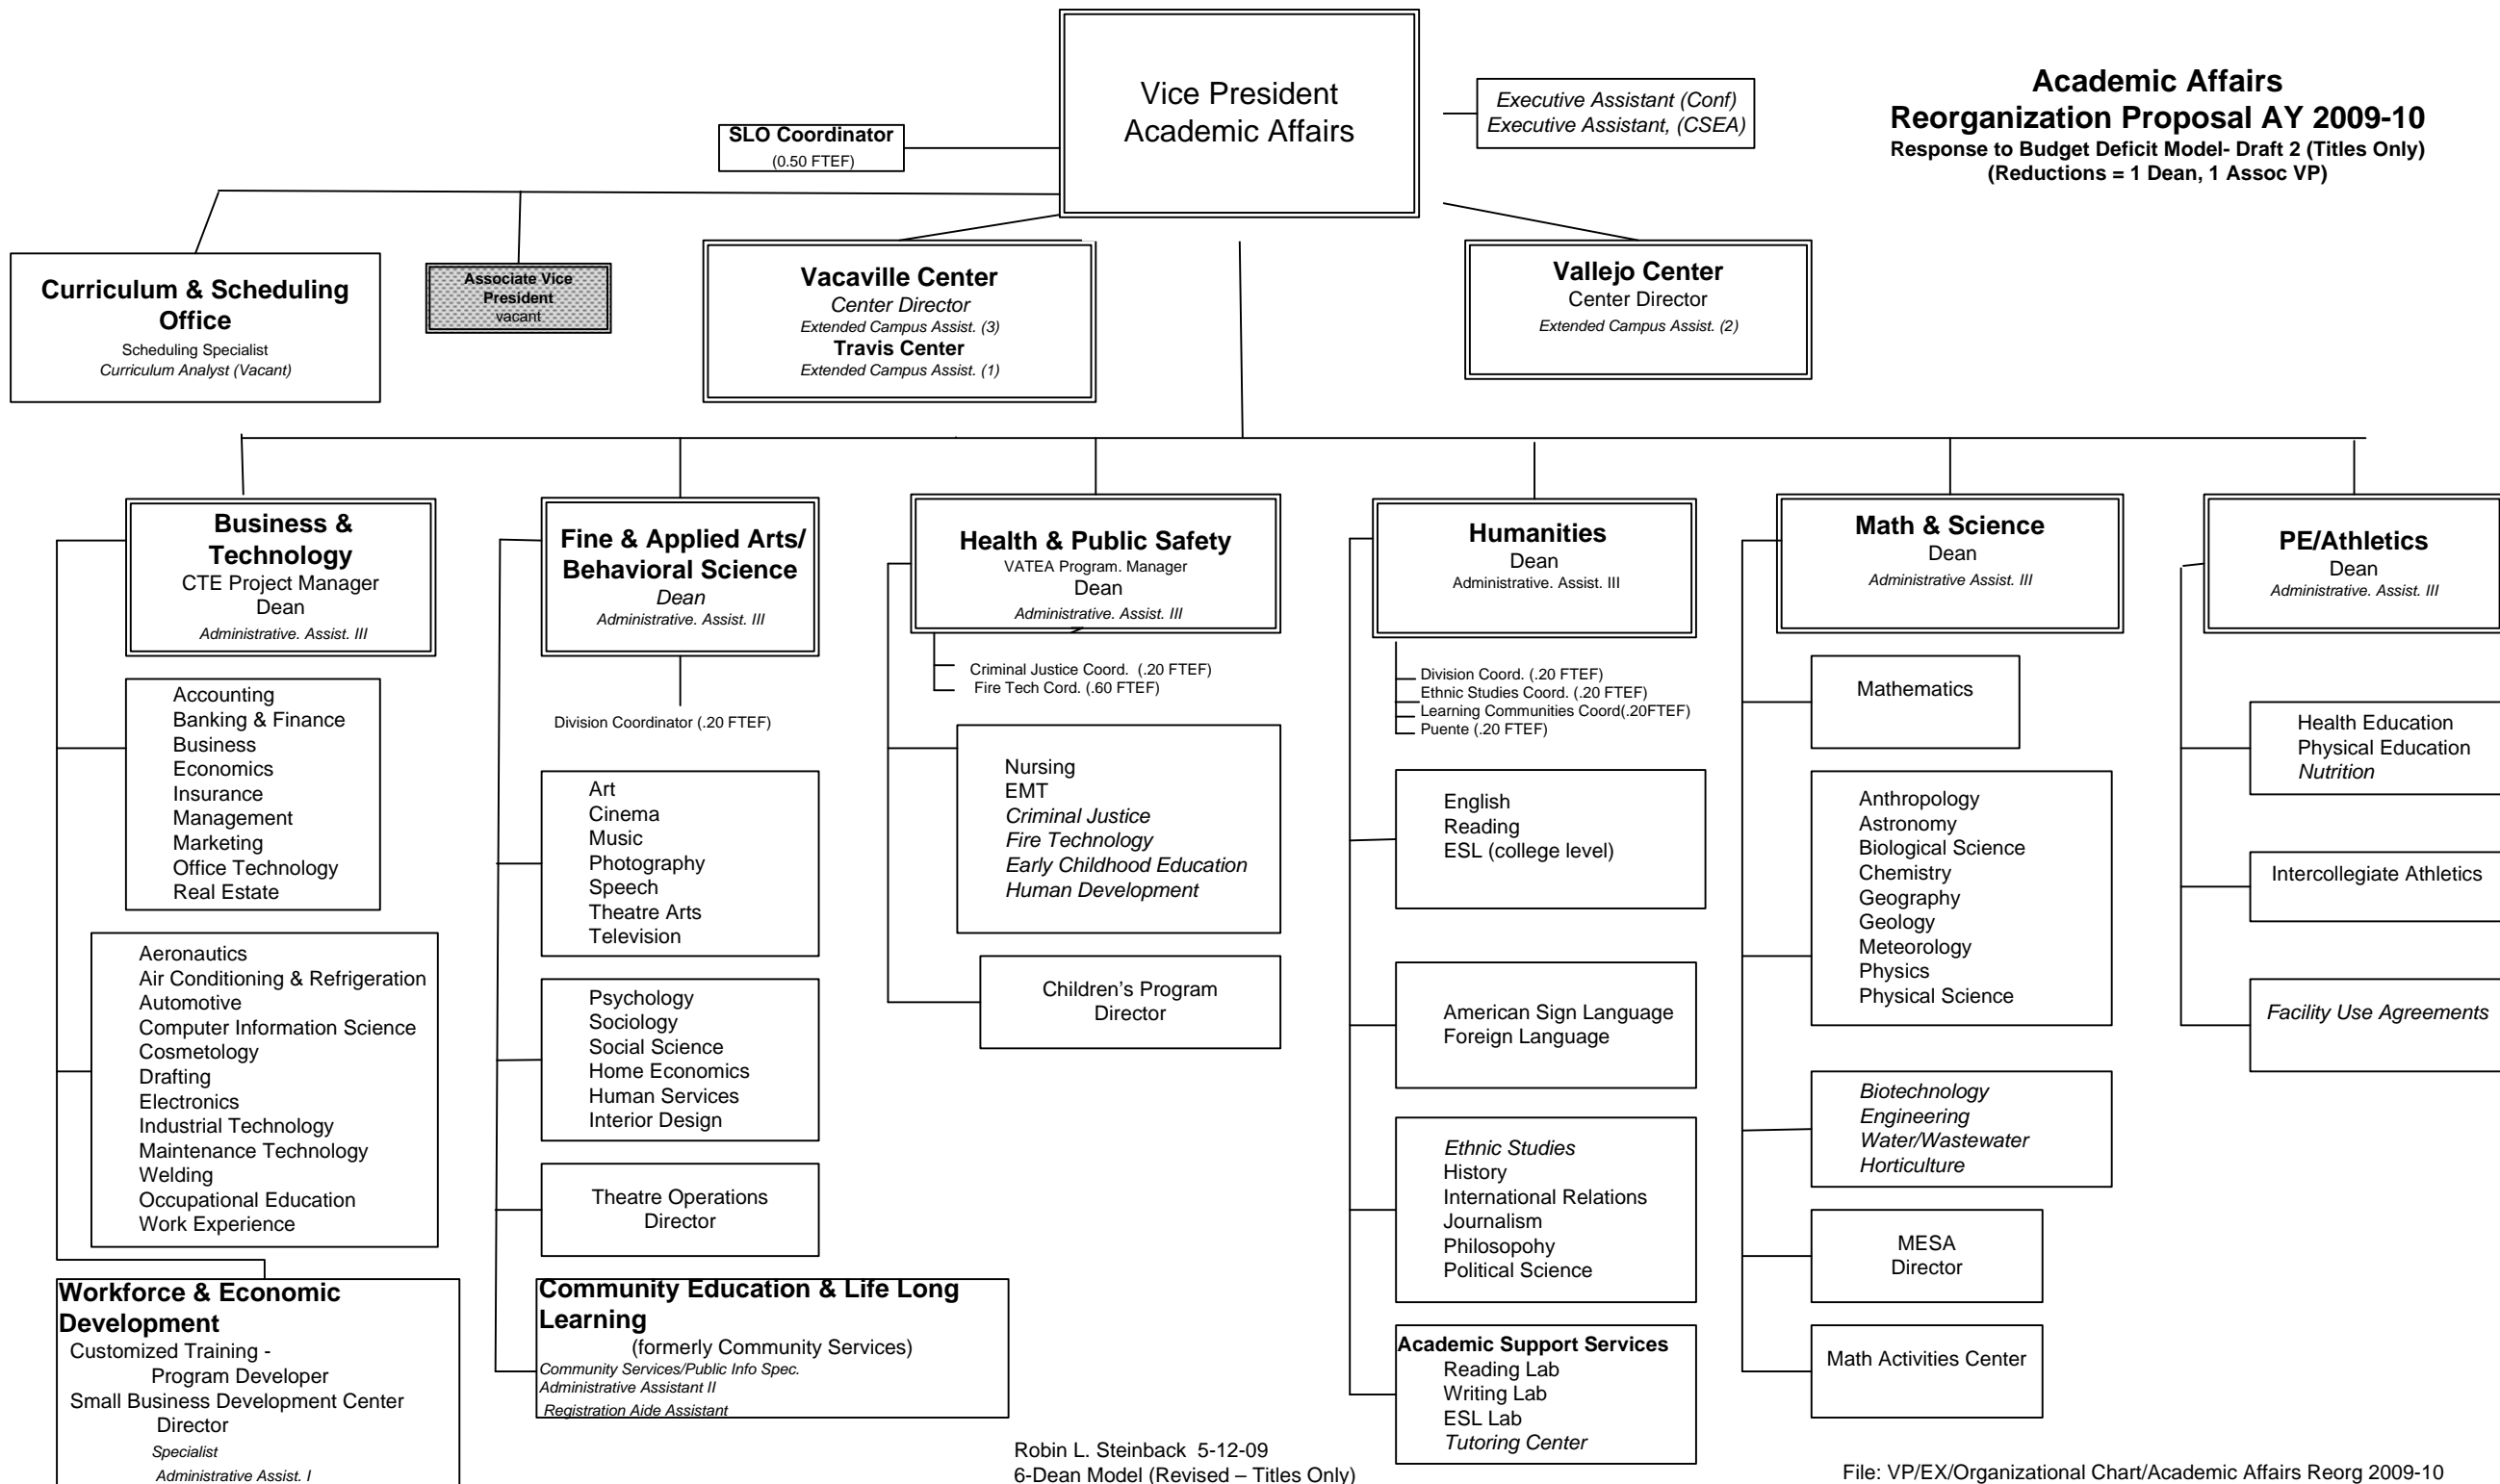 Vice President
Academic Affairs
Executive Assistant (Conf)
Executive Assistant, (CSEA)
Academic Affairs
Reorganization Proposal AY 2009-10
Response to Budget Deficit Model- Draft 2 (Titles Only)
(Reductions = 1 Dean, 1 Assoc VP)
SLO Coordinator
(0.50 FTEF)
Curriculum & Scheduling
Office
Scheduling Specialist
Curriculum Analyst (Vacant)
Associate Vice
President
vacant
Vacaville Center
Center Director
Extended Campus Assist. (3)
Travis Center
Extended Campus Assist. (1)
Vallejo Center
Center Director
Extended Campus Assist. (2)
Business &
Technology
CTE Project Manager
Dean
Administrative. Assist. III
Accounting
Banking & Finance
Business
Economics
Insurance
Management
Marketing
Office Technology
Real Estate
Aeronautics
Air Conditioning & Refrigeration
Automotive
Computer Information Science
Cosmetology
Drafting
Electronics
Industrial Technology
Maintenance Technology
Welding
Occupational Education
Work Experience
Workforce & Economic
Development
Customized Training -
Program Developer
Small Business Development Center
Director
Specialist
Administrative Assist. I
Fine & Applied Arts/
Behavioral Science
Dean
Administrative. Assist. III
Division Coordinator (.20 FTEF)
Art
Cinema
Music
Photography
Speech
Theatre Arts
Television
Psychology
Sociology
Social Science
Home Economics
Human Services
Interior Design
Theatre Operations
Director
Community Education & Life Long
Learning
(formerly Community Services)
Community Services/Public Info Spec.
Administrative Assistant II
Registration Aide Assistant
Health & Public Safety
VATEA Program. Manager
Dean
Administrative. Assist. III
Criminal Justice Coord. (.20 FTEF)
Fire Tech Cord. (.60 FTEF)
Nursing
EMT
Criminal Justice
Fire Technology
Early Childhood Education
Human Development
Children's Program
Director
Humanities
Dean
Administrative. Assist. III
Division Coord. (.20 FTEF)
Ethnic Studies Coord. (.20 FTEF)
Learning Communities Coord(.20FTEF)
Puente (.20 FTEF)
English
Reading
ESL (college level)
American Sign Language
Foreign Language
Ethnic Studies
History
International Relations
Journalism
Philosopohy
Political Science
Academic Support Services
Reading Lab
Writing Lab
ESL Lab
Tutoring Center
Math & Science
Dean
Administrative Assist. III
Mathematics
Anthropology
Astronomy
Biological Science
Chemistry
Geography
Geology
Meteorology
Physics
Physical Science
Biotechnology
Engineering
Water/Wastewater
Horticulture
MESA
Director
Math Activities Center
PE/Athletics
Dean
Administrative. Assist. III
Health Education
Physical Education
Nutrition
Intercollegiate Athletics
Facility Use Agreements
Robin L. Steinback 5-12-09
6-Dean Model (Revised – Titles Only)
File: VP/EX/Organizational Chart/Academic Affairs Reorg 2009-10